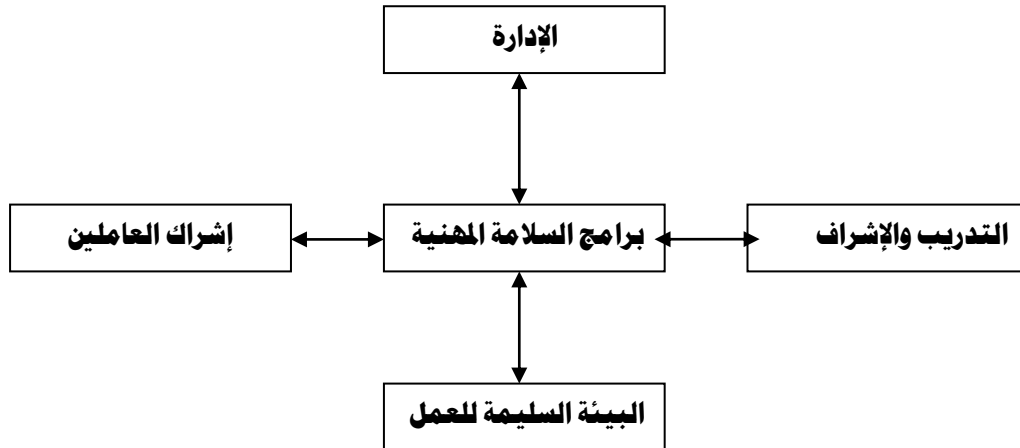 الإدارة
التدريب والإشراف
برامج السلامة المهنية
إشراك العاملين
البيئة السليمة للعمل